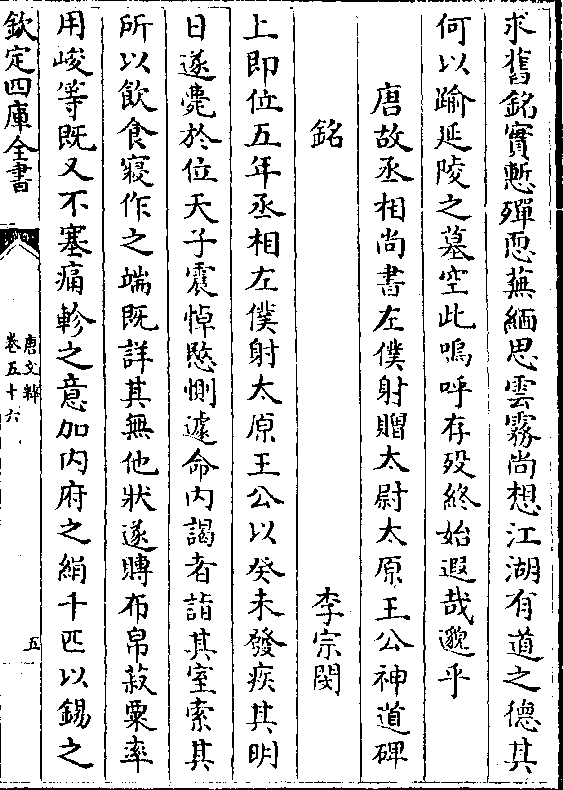 求舊銘實慙殫恧蕪緬思雲霧尚想江湖有道之德其
何以踰延陵之墓空此嗚呼存殁終始遐哉邈乎
唐故丞相尚書左僕射贈太尉太原王公神道碑
銘
李宗閔
上即位五年丞相左僕射太原王公以癸未發疾其明
日遂薨於位天子震悼愍惻遽命内謁者詣其室索其
所以飲食寢作之端既詳其無他狀遂賻布帛菽粟率
用峻等既又不塞痛軫之意加内府之絹千匹以錫之
欽定四庫全書
唐文粹
卷五十六
五